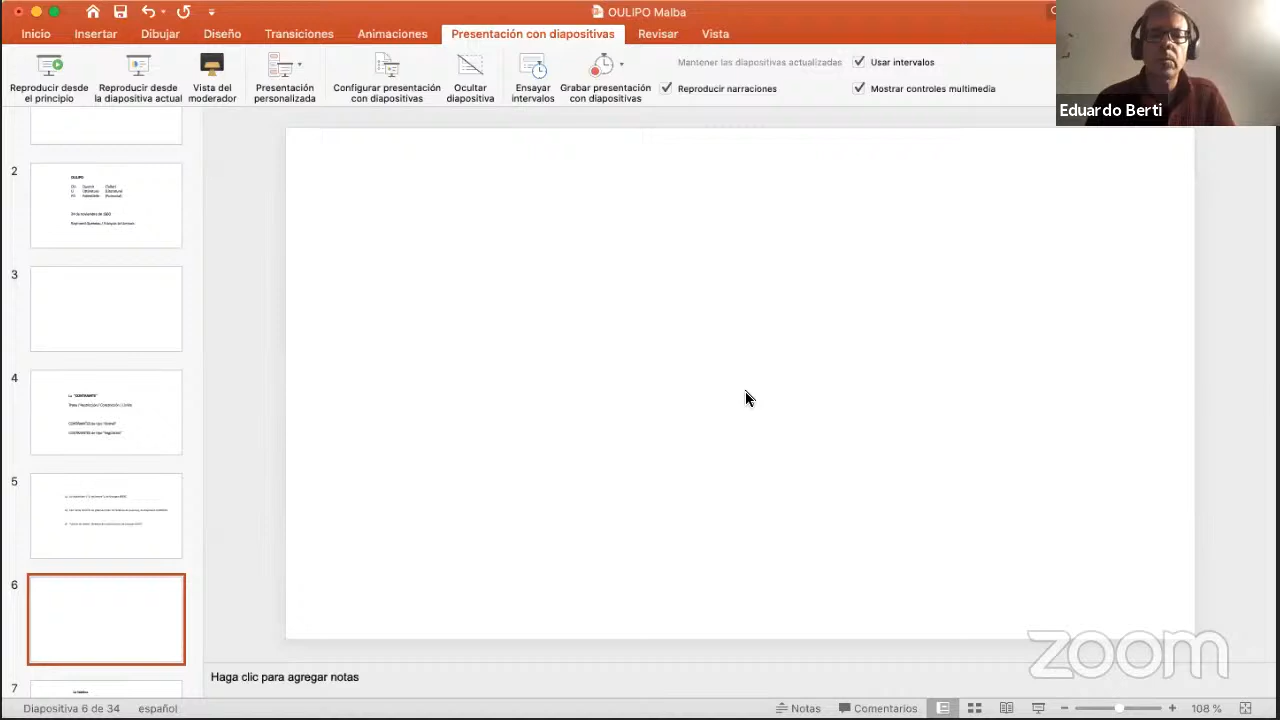 OULIPO Malba
Inicio
Insertar
Dibujar
Diseño
Transiciones
Animaciones
Presentación con diapositivas
Revisar
Vista
Reproducir desde el principio
Reproducir desde la diapositiva actual
Vista del moderador
Presentación personalizada
Configurar presentación con diapositivas
Ocultar diapositiva
Ensayar intervalos
Grabar presentación con diapositivas
Mantener las diapositivas actualizadas
Reproducir narraciones
Usar intervalos
Mostrar controles multimedia
Eduardo Berti
2
OULIPO
3
4
5
6
7
Haga clic para agregar notas
zoom
Diapositiva 6 de 34
español
Notas
Comentarios
108 %